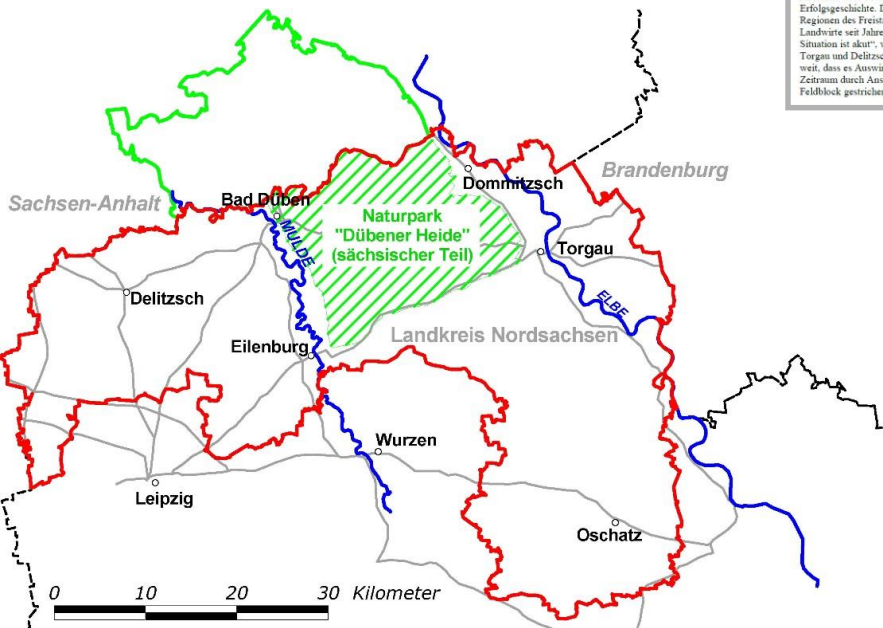 Erfolgsgeschichte.
Regionen des Freist
Landwirte seit Jahre
Situation ist akut“,
Torgau und Delitzsc
weit, dass es Auswi
Zeitraum durch Ans
Feldblock gestriche
Brandenburg
Dommitzsch
Sachsen-Anhalt
Bad Düben
Naturpark
"Dübener Heide"
(sächsischer Teil)
MULDE
Torgau
Delitzsch
ELBE
Landkreis Nordsachsen
Eilenburg
Wurzen
Leipzig
Oschatz
0 10 20 30 Kilometer